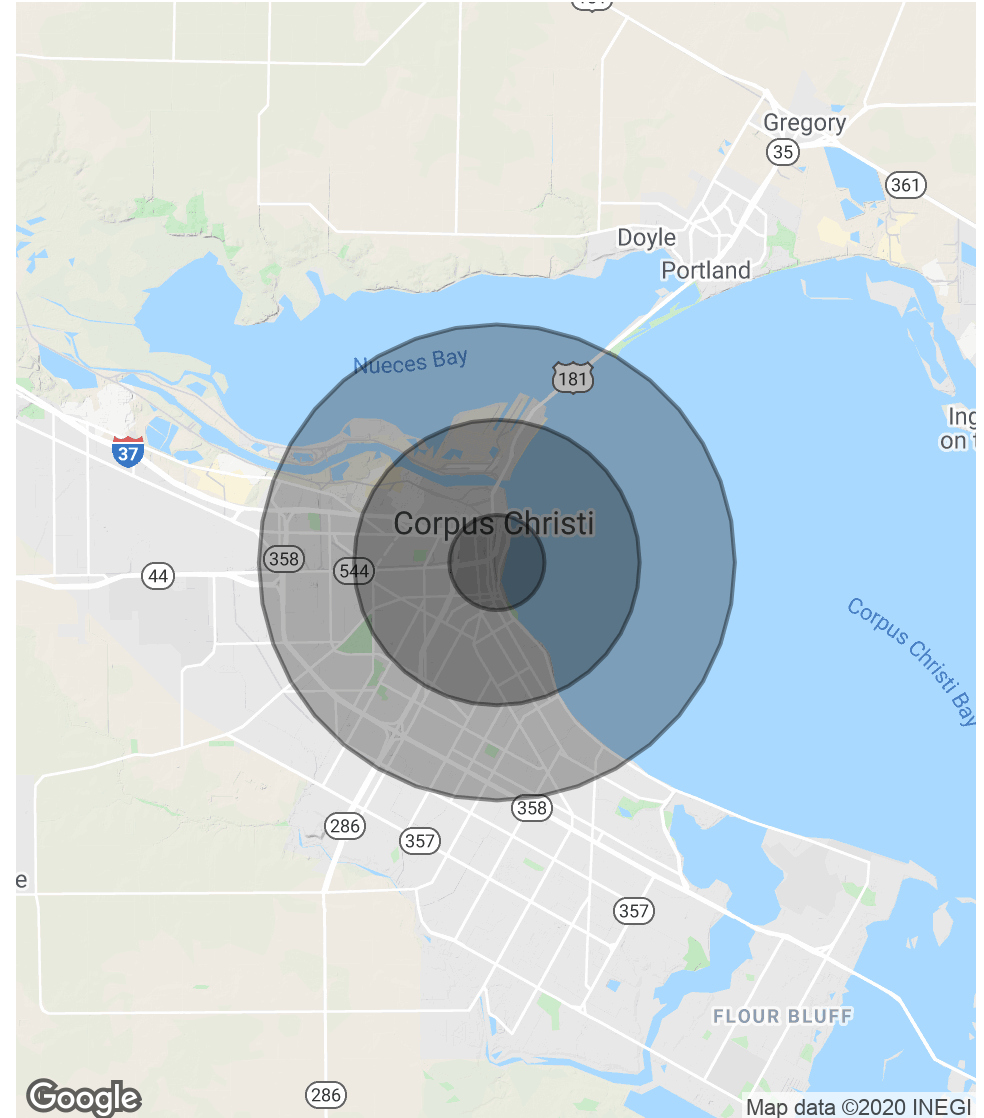 Gregory
35
361
Doyle
Portland
Nueces Bay
181
Ing
on t
37
Corpus Christi
358
544
44
Corpus Christi Bay
358
286
357
e
357
FLOUR BLUFF
286
Google
Map data ©2020 INEGI